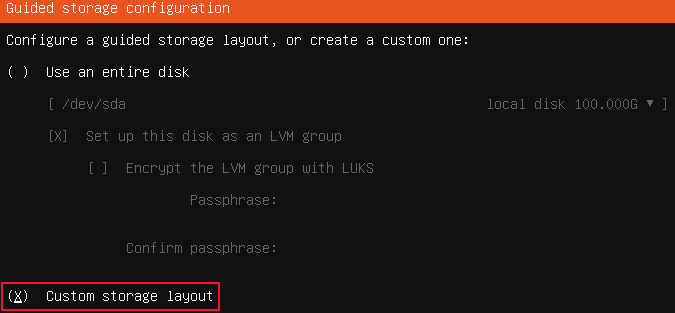 Guided storage configuration
Configure a guided storage layout, or create a custom one:
( ) Use an entire disk
[ /dev/sda local disk 100.000G ▾ ]
[X] Set up this disk as an LVM group
[ ] Encrypt the LVM group with LUKS
Passphrase:
Confirm passphrase:
(X) Custom storage layout